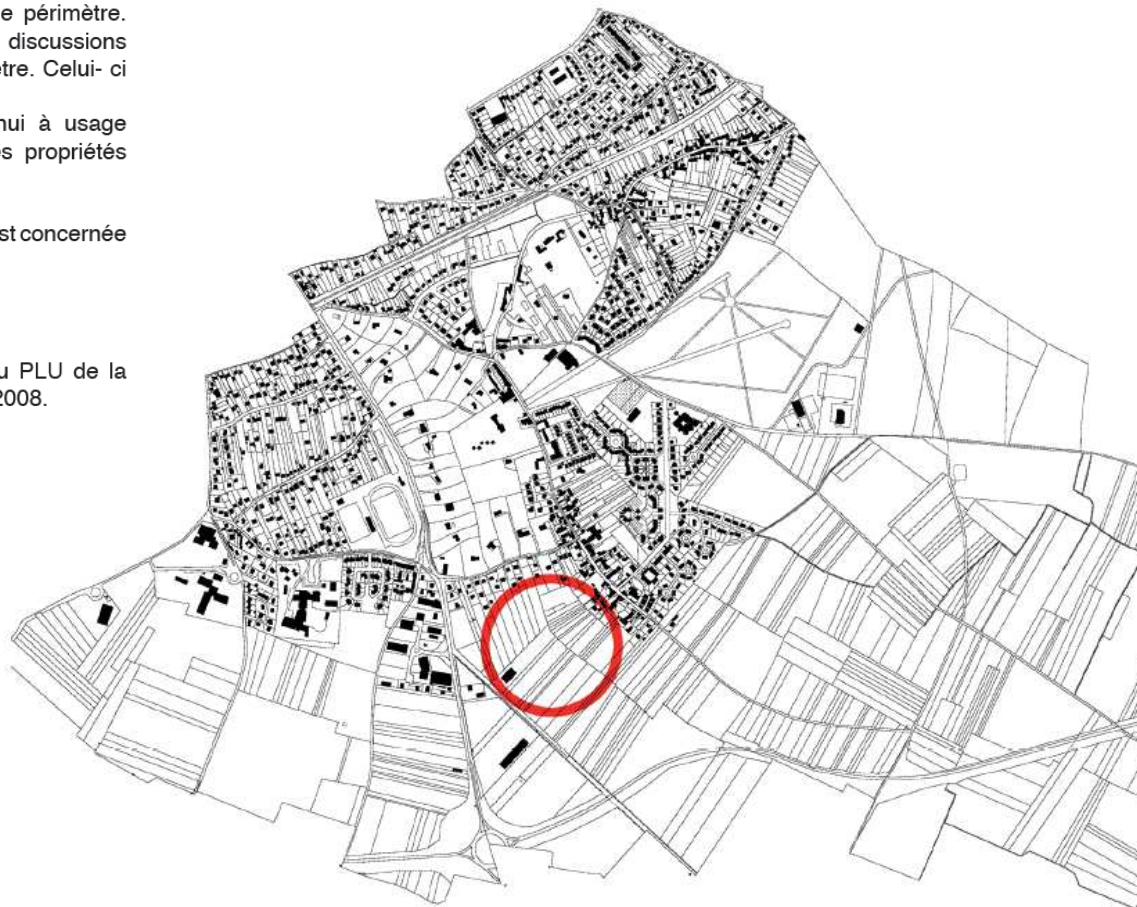 e périmètre.
discussions
ètre. Celui- ci
nui à usage
es propriétés
st concernée
u PLU de la
2008.